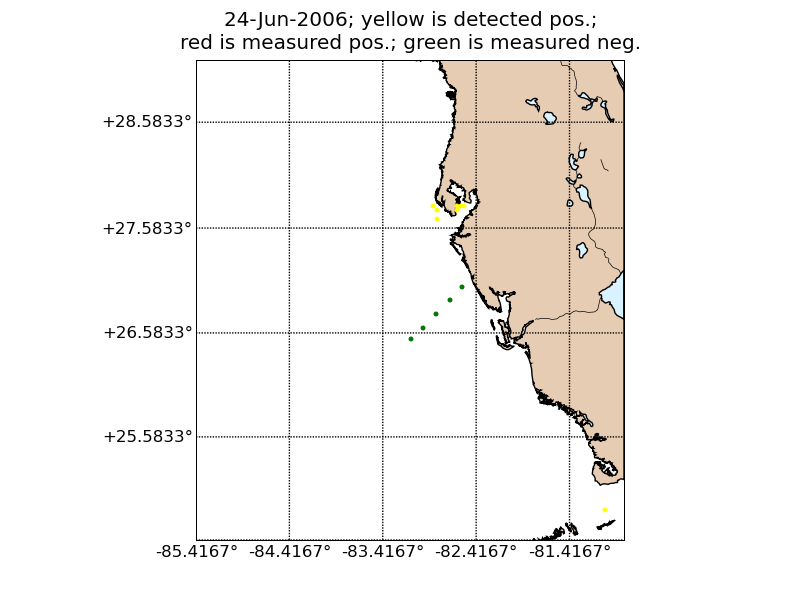 24-Jun-2006; yellow is detected pos.;
red is measured pos.; green is measured neg.
+28.5833°
+27.5833°
+26.5833°
+25.5833°
-85.4167° -84.4167° -83.4167° -82.4167° -81.4167°